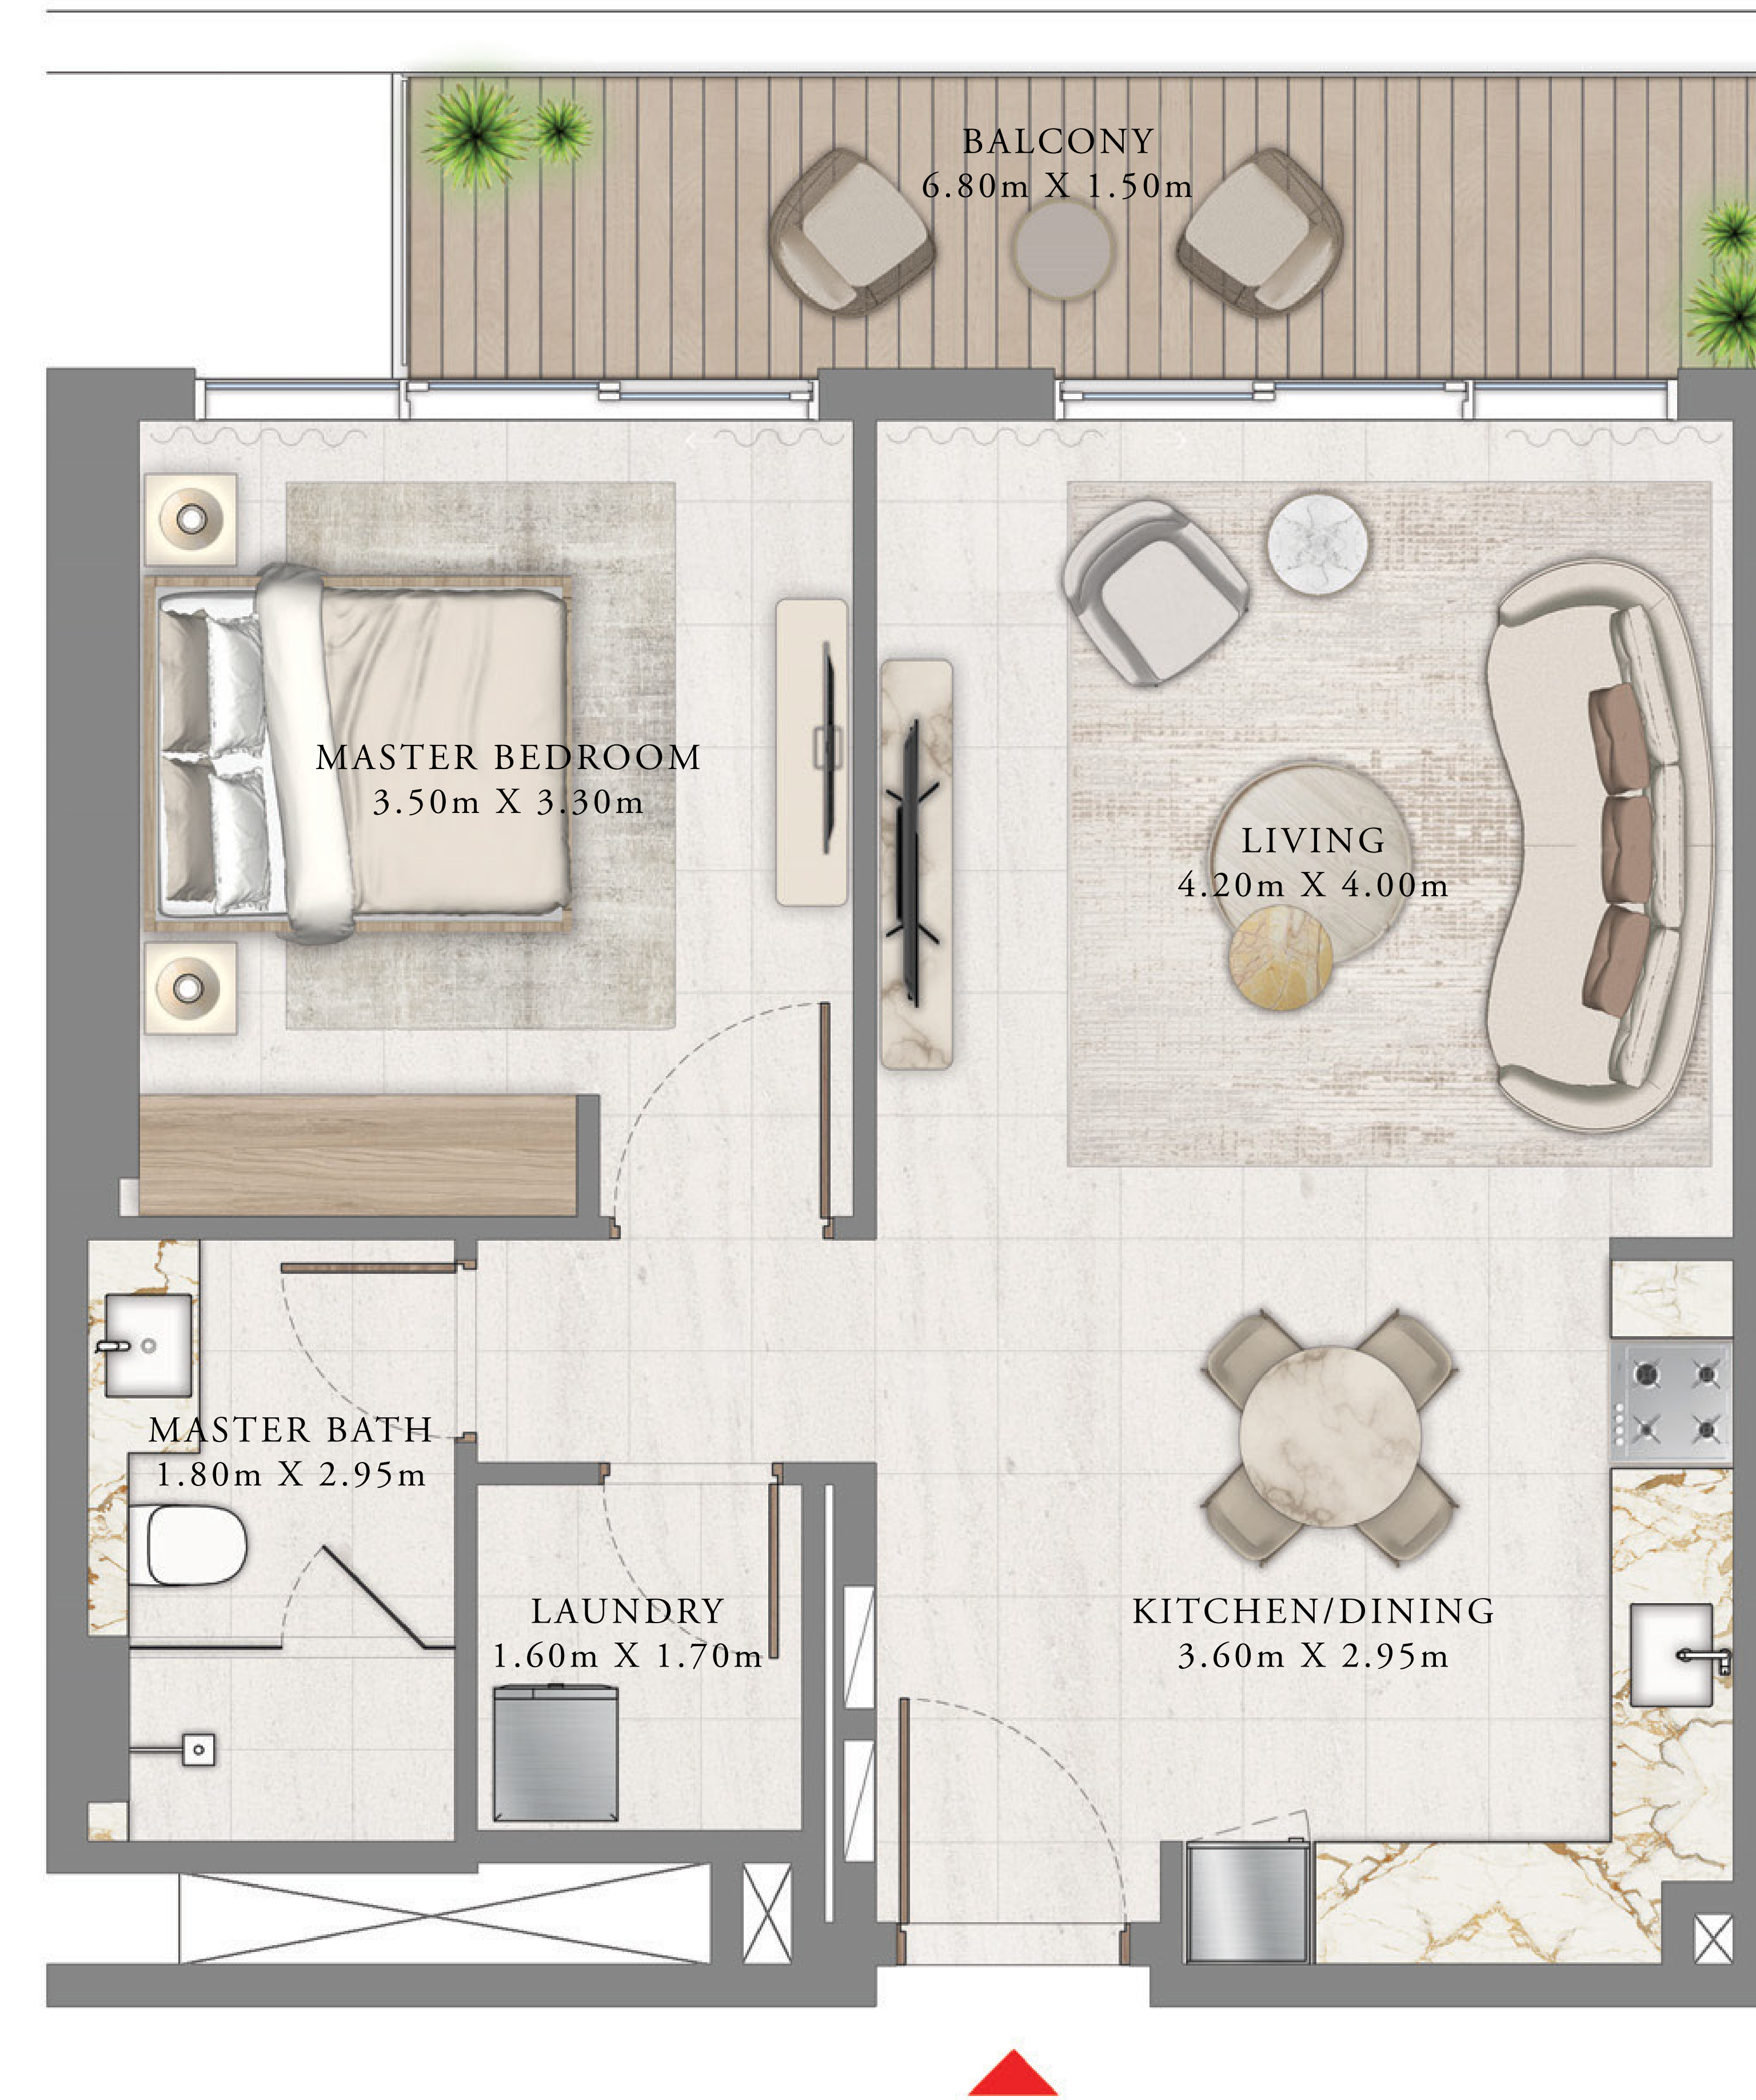 BALCONY
6.80m X 1.50m
MASTER BEDROOM
3.50m X 3.30m
LIVING
4.20m X 4.00m
MASTER BATH
1.80m X 2.95m
LAUNDRY
1.60m X 1.70m
KITCHEN/DINING
3.60m X 2.95m